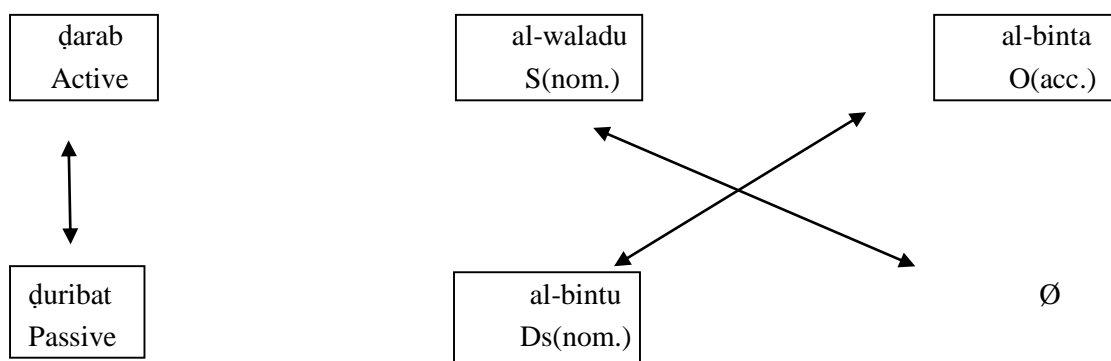 ḍarab
Active
al-waladu
S(nom.)
al-binta
O(acc.)
ḍuribat
Passive
al-bintu
Ds(nom.)
Ø